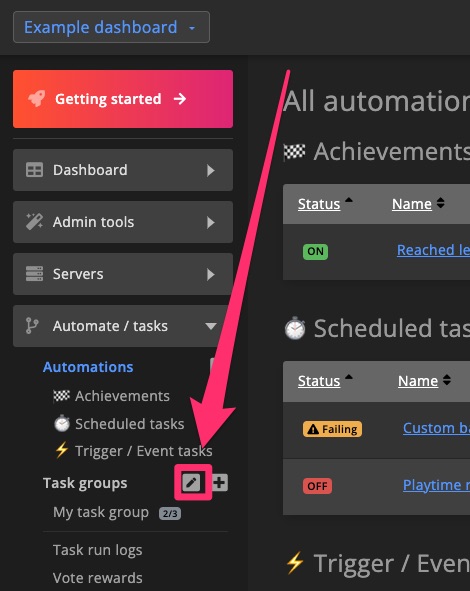 Example dashboard
Getting started
Dashboard
Admin tools
Servers
Automate / tasks
Automations
Achievements
Scheduled tasks
Trigger / Event tasks
Task groups
My task group 2/3
Task run logs
Vote rewards
All automation
Achievements
Status Name
ON Reached le
Scheduled tas
Status Name
Failing Custom ba
OFF Playtime r
Trigger / Even